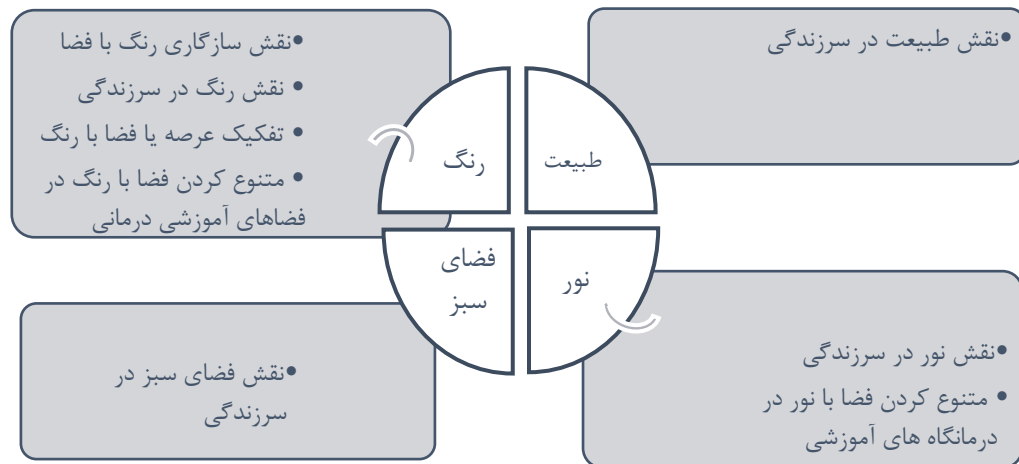 •نقش طبیعت در سرزندگی
طبیعت
•نقش سازگاری رنگ با فضا
• نقش رنگ در سرزندگی
• تفکیک عرصه یا فضا با رنگ
• متنوع کردن فضا با رنگ در
فضاهای آموزشی درمانی
رنگ
نور
•نقش نور در سرزندگی
• متنوع کردن فضا با نور در
درمانگاه های آموزشی
فضای
سبز
•نقش فضای سبز در
سرزندگی